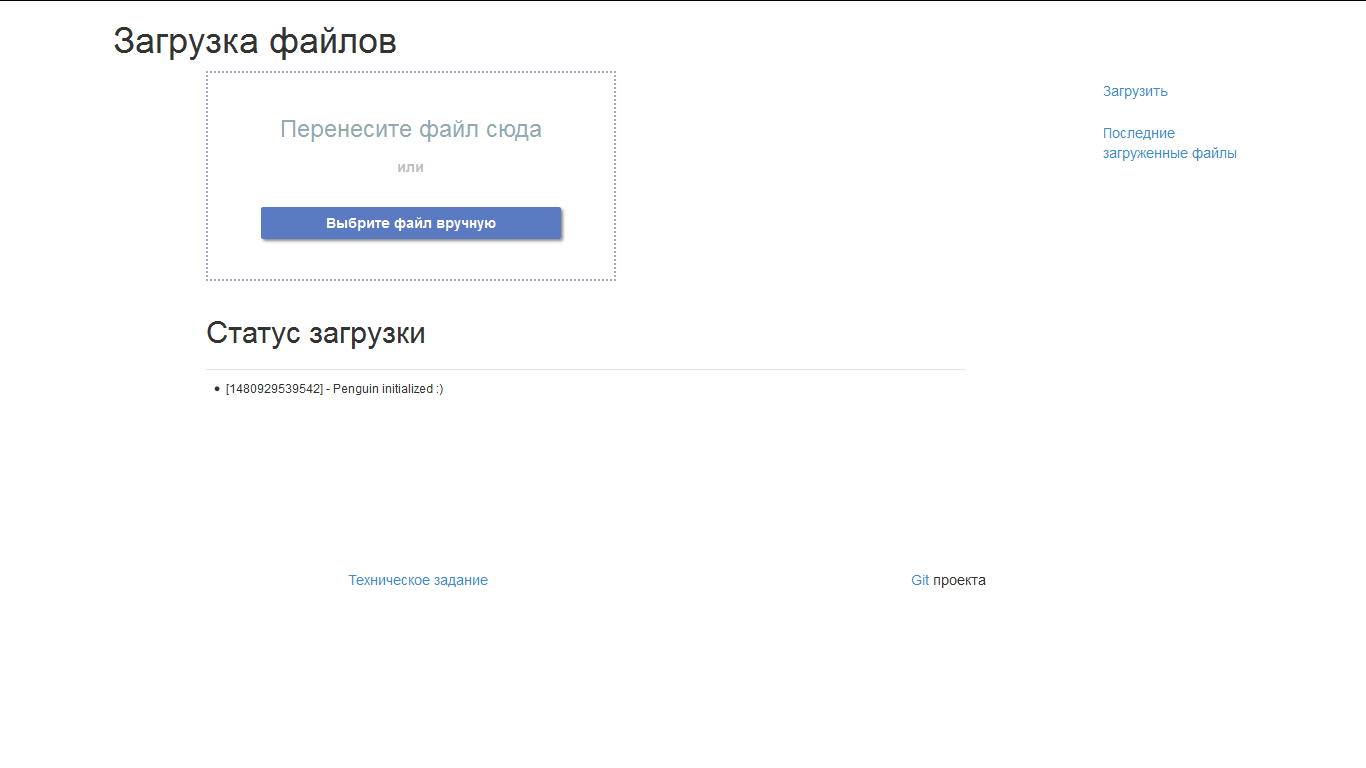 Загрузка файлов
Перенесите файл сюда
или
Выбрите файл вручную
Загрузить
Последние
загруженные файлы
Статус загрузки
[1480929539542] - Penguin initialized :)
Техническое задание
Git проекта